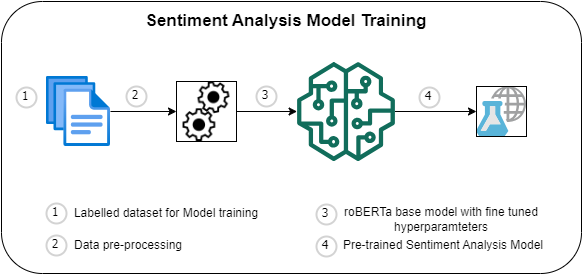 Sentiment Analysis Model Training
1
2
3
4
1 Labelled dataset for Model training
2 Data pre-processing
3 roBERTa base model with fine tuned
hyperparamteters
4 Pre-trained Sentiment Analysis Model